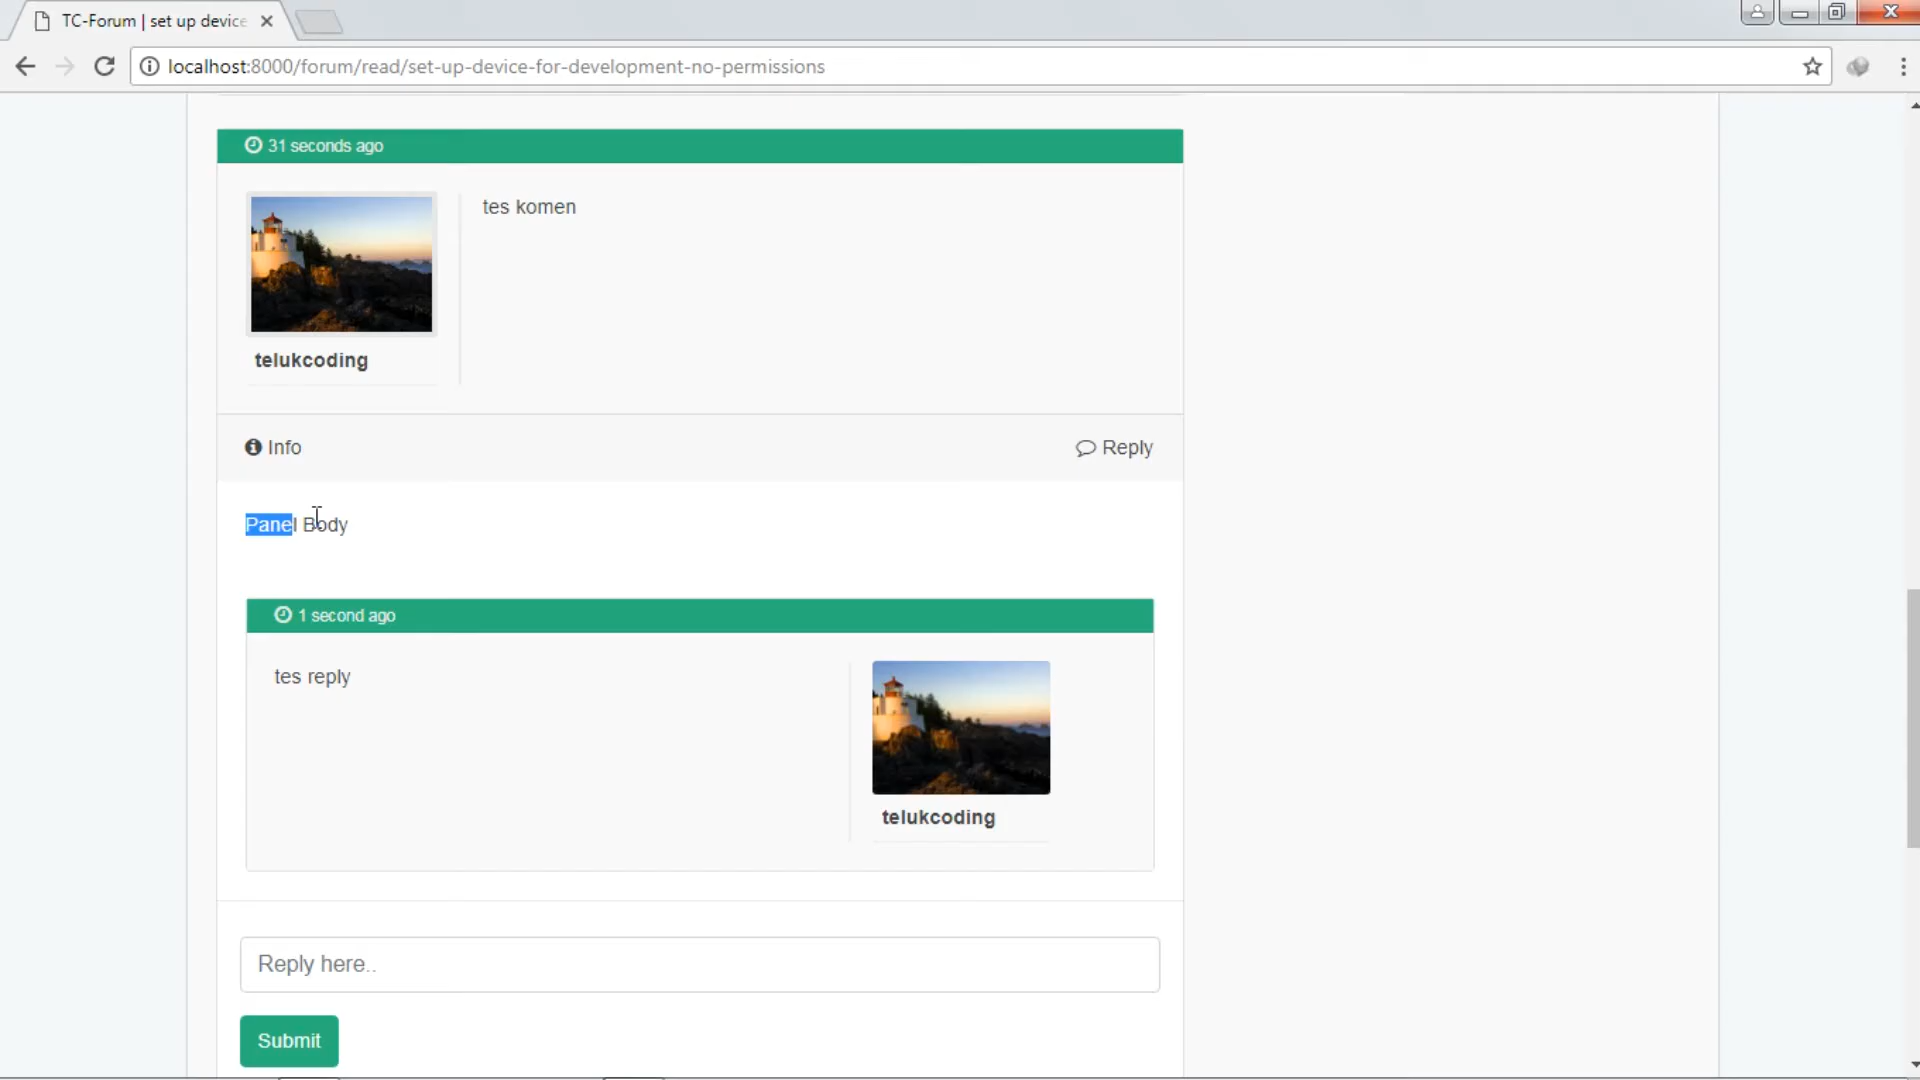 TC-Forum | set up device
localhost:8000/forum/read/set-up-device-for-development-no-permissions
31 seconds ago
tes komen
telukcoding
Info
Reply
Panel Body
1 second ago
tes reply
telukcoding
Reply here..
Submit